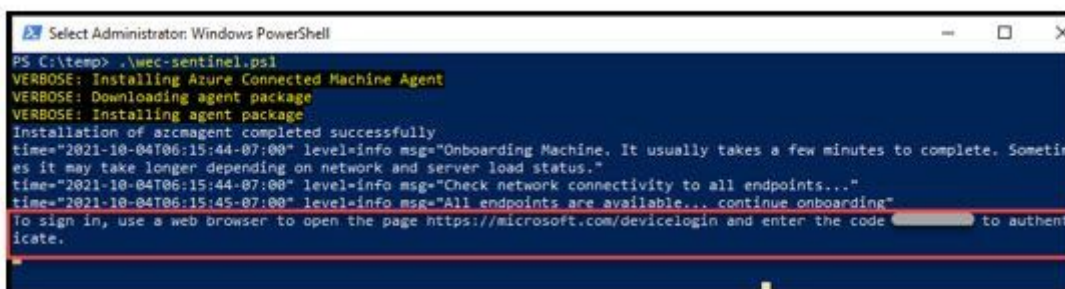 Select Administrator: Windows PowerShell
PS C:\temp> .\wec-sentinel.ps1
VERBOSE: Installing Azure Connected Machine Agent
VERBOSE: Downloading agent package
VERBOSE: Installing agent package
Installation of azcmagent completed successfully
time="2021-10-04T06:15:44-07:00" level=info msg="Onboarding Machine. It usually takes a few minutes to complete. Sometim
es it may take longer depending on network and server load status."
time="2021-10-04T06:15:44-07:00" level=info msg="Check network connectivity to all endpoints..."
time="2021-10-04T06:15:45-07:00" level=info msg="All endpoints are available... continue onboarding"
To sign in, use a web browser to open the page https://microsoft.com/devicelogin and enter the code to authent
icate.